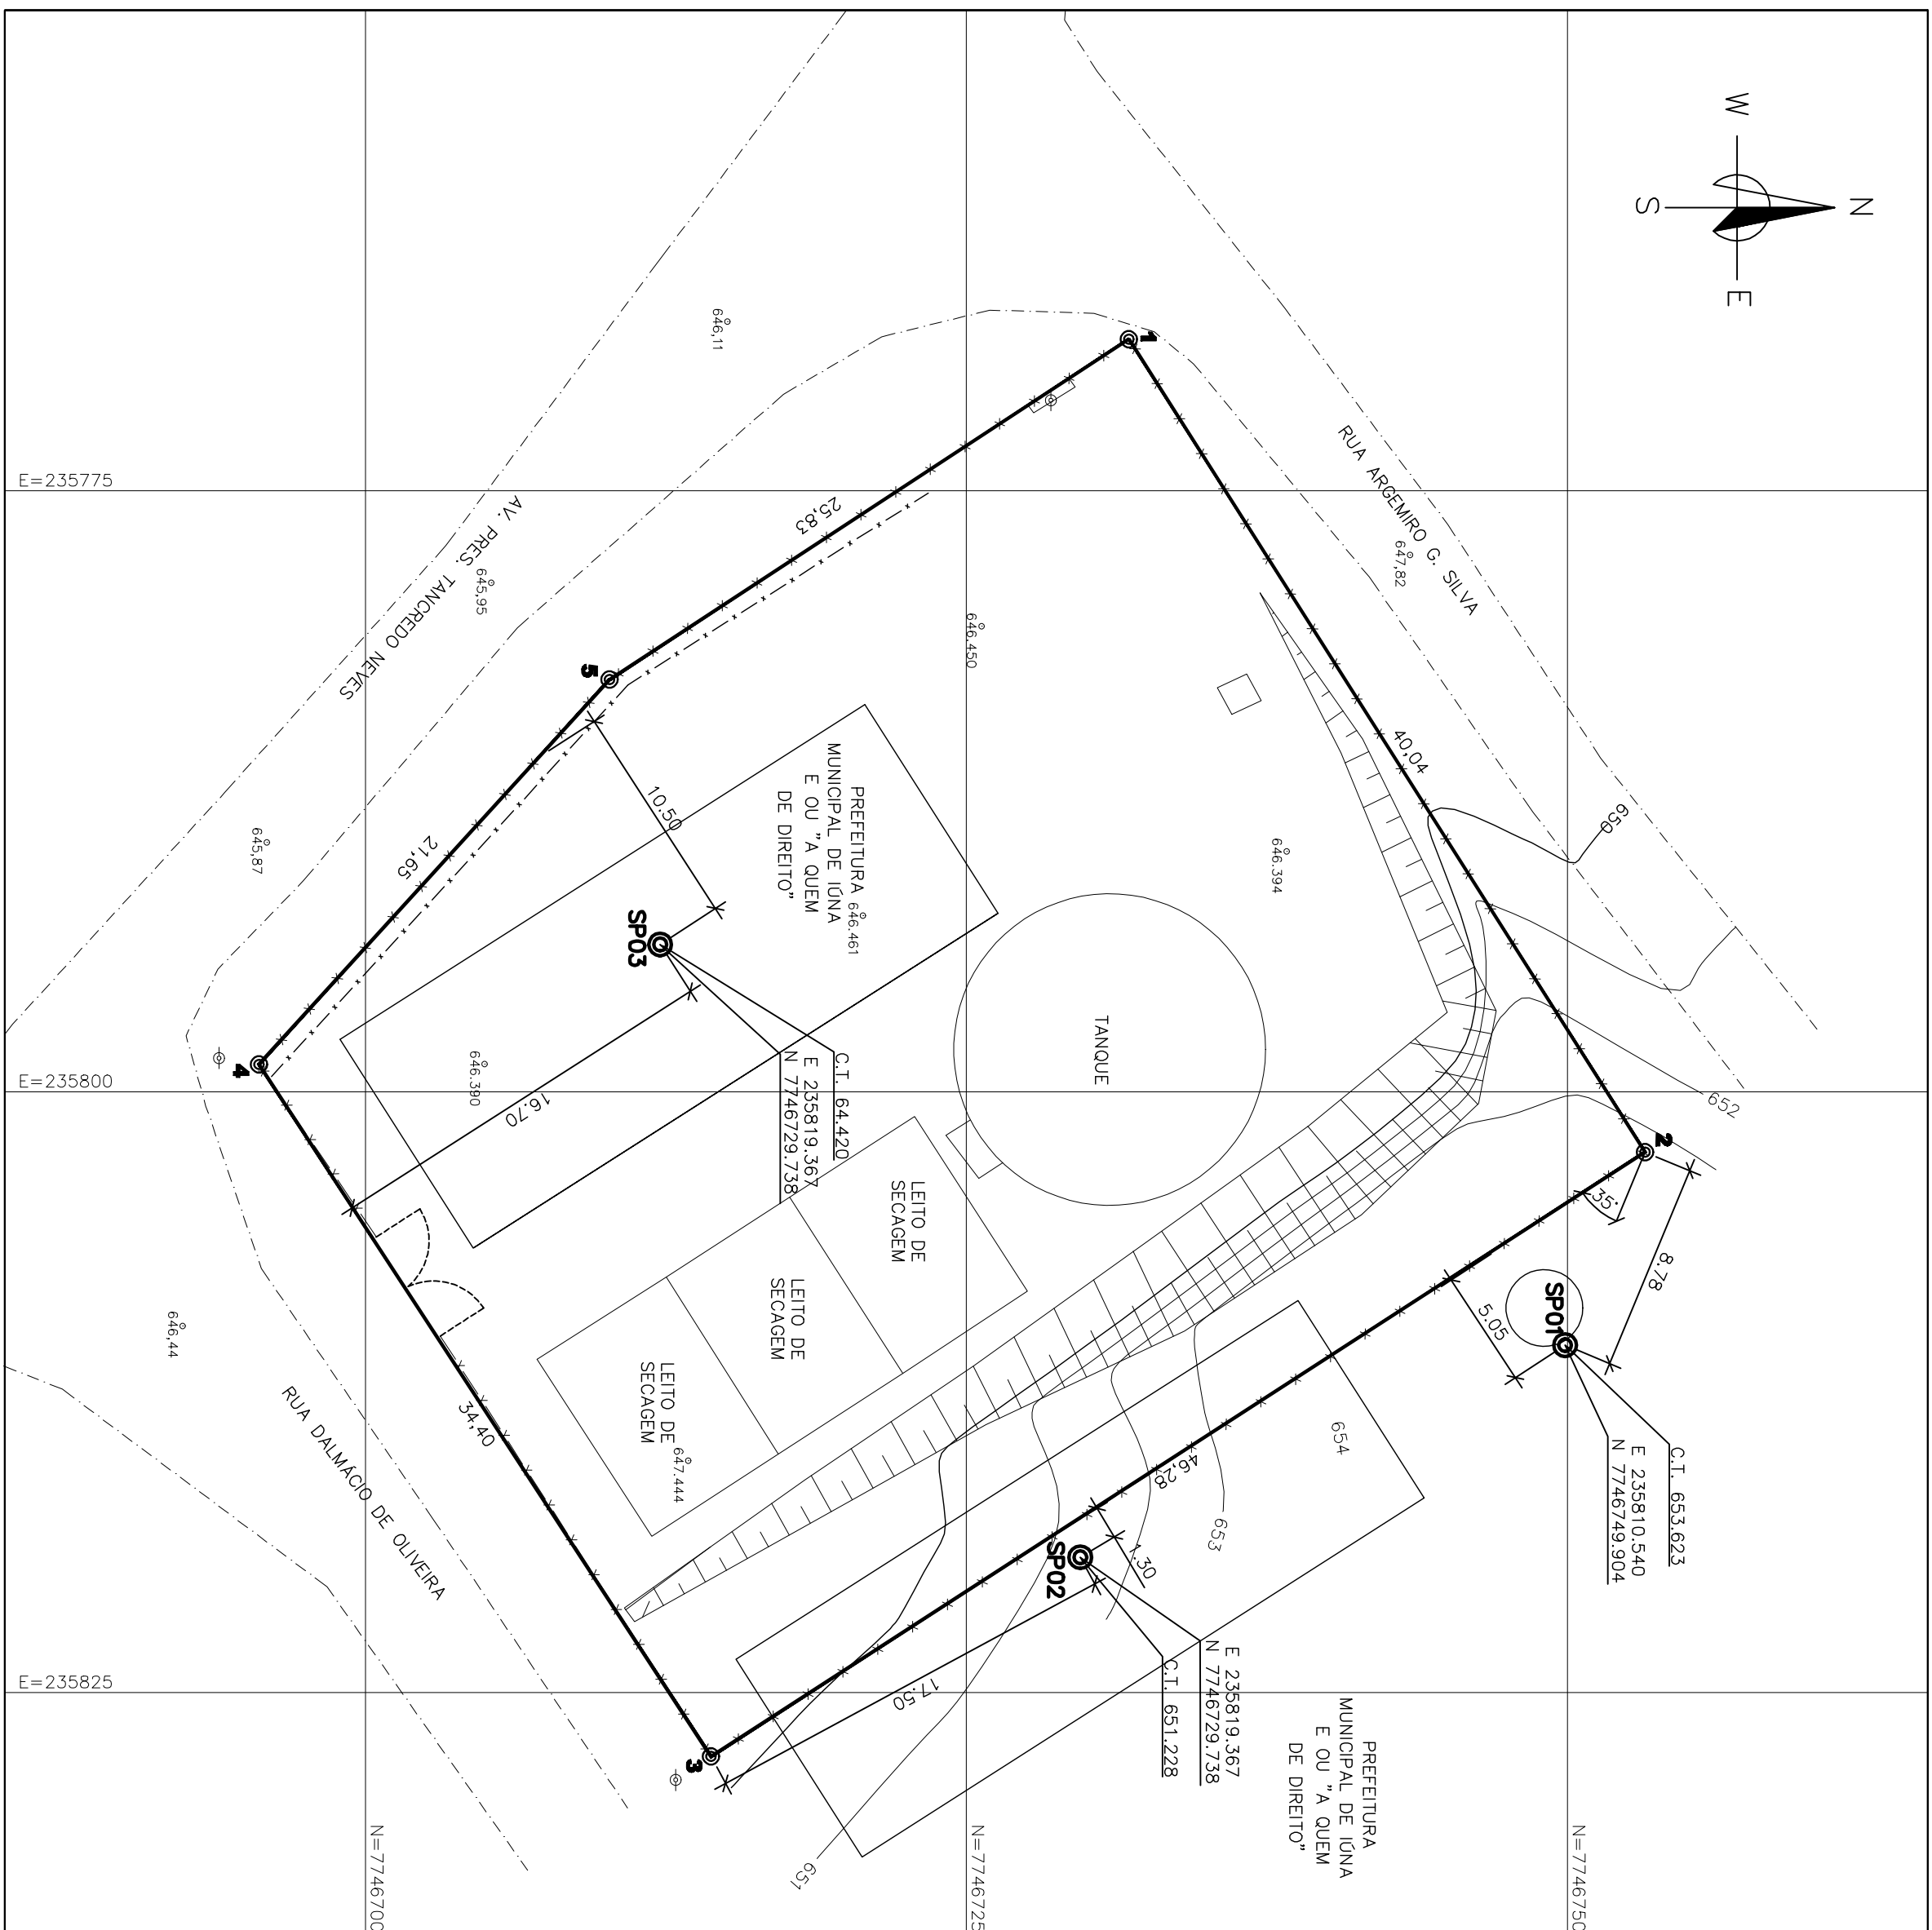 N
W
E
S
RUA ARGEMIRO G. SILVA
647,82
646,11
AV. PRES. TANCREDO NEVES
645,95
645,87
646,44
RUA DALMÁCIO DE OLIVEIRA
1
2
3
4
5
40,04
46,28
34,40
21,65
25,83
650
652
654
653
651
646.450
646.394
646.461
646.390
647.444
PREFEITURA
MUNICIPAL DE IÚNA
E OU "A QUEM
DE DIREITO"
TANQUE
LEITO DE
SECAGEM
LEITO DE
SECAGEM
LEITO DE
SECAGEM
SP03
10.50
16.70
C.T. 64.420
E 235819.367
N 7746729.738
SP01
35°
8.78
5.05
C.T. 653.623
E 235810.540
N 7746749.904
SP02
1.30
17.50
E 235819.367
N 7746729.738
C.T. 651.228
PREFEITURA
MUNICIPAL DE IÚNA
E OU "A QUEM
DE DIREITO"
E=235775
E=235800
E=235825
N=7746700
N=7746725
N=7746750